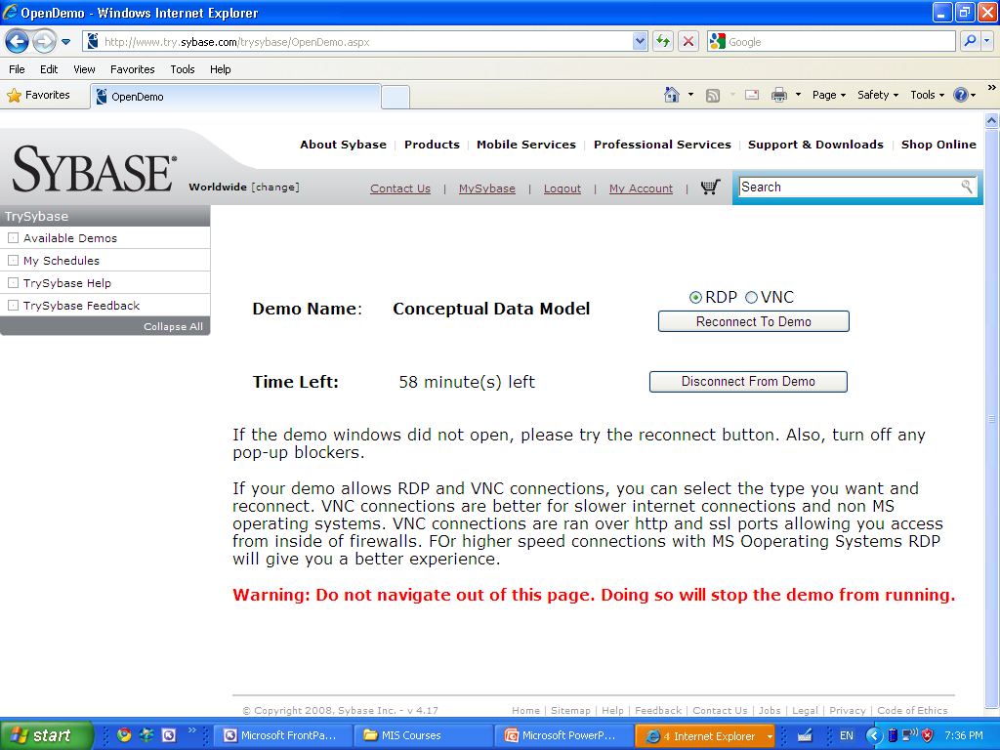 OpenDemo - Windows Internet Explorer
http://www.try.sybase.com/trysybase/OpenDemo.aspx
Google
File Edit View Favorites Tools Help
Favorites OpenDemo Page Safety Tools
About Sybase | Products | Mobile Services | Professional Services | Support & Downloads | Shop Online
SYBASE®
Worldwide [change] Contact Us | MySybase | Logout | My Account | Search
TrySybase
Available Demos
My Schedules
TrySybase Help
TrySybase Feedback
Collapse All
RDP VNC
Demo Name: Conceptual Data Model
Reconnect To Demo
Time Left: 58 minute(s) left Disconnect From Demo
If the demo windows did not open, please try the reconnect button. Also, turn off any
pop-up blockers.
If your demo allows RDP and VNC connections, you can select the type you want and
reconnect. VNC connections are better for slower internet connections and non MS
operating systems. VNC connections are ran over http and ssl ports allowing you access
from inside of firewalls. FOr higher speed connections with MS Ooperating Systems RDP
will give you a better experience.
Warning: Do not navigate out of this page. Doing so will stop the demo from running.
© Copyright 2008, Sybase Inc. - v 4.17 Home | Sitemap | Help | Feedback | Contact Us | Jobs | Legal | Privacy | Code of Ethics
start Microsoft FrontPa... MIS Courses Microsoft PowerP... 4 Internet Explorer EN 7:36 PM